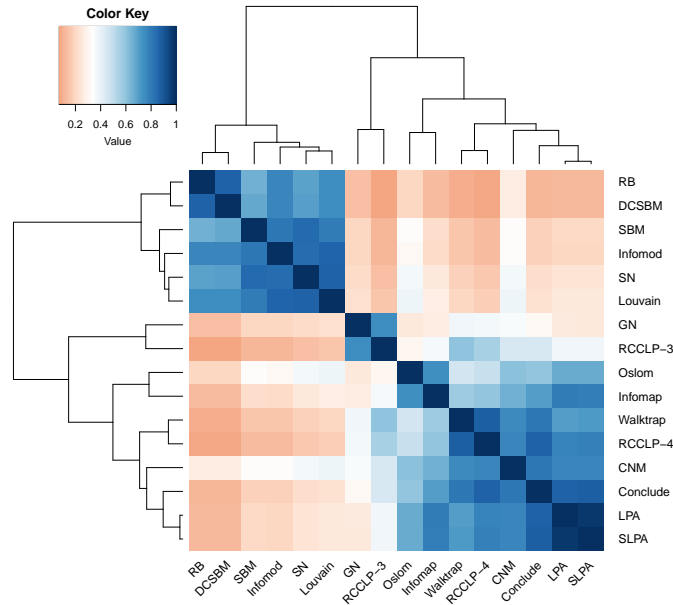 Color Key
0.2 0.4 0.6 0.8 1
Value
RB
DCSBM
SBM
Infomod
SN
Louvain
GN
RCCLP−3
Oslom
Infomap
Walktrap
RCCLP−4
CNM
Conclude
LPA
SLPA
RB DCSBM SBM Infomod SN Louvain GN RCCLP−3 Oslom Infomap Walktrap RCCLP−4 CNM Conclude LPA SLPA